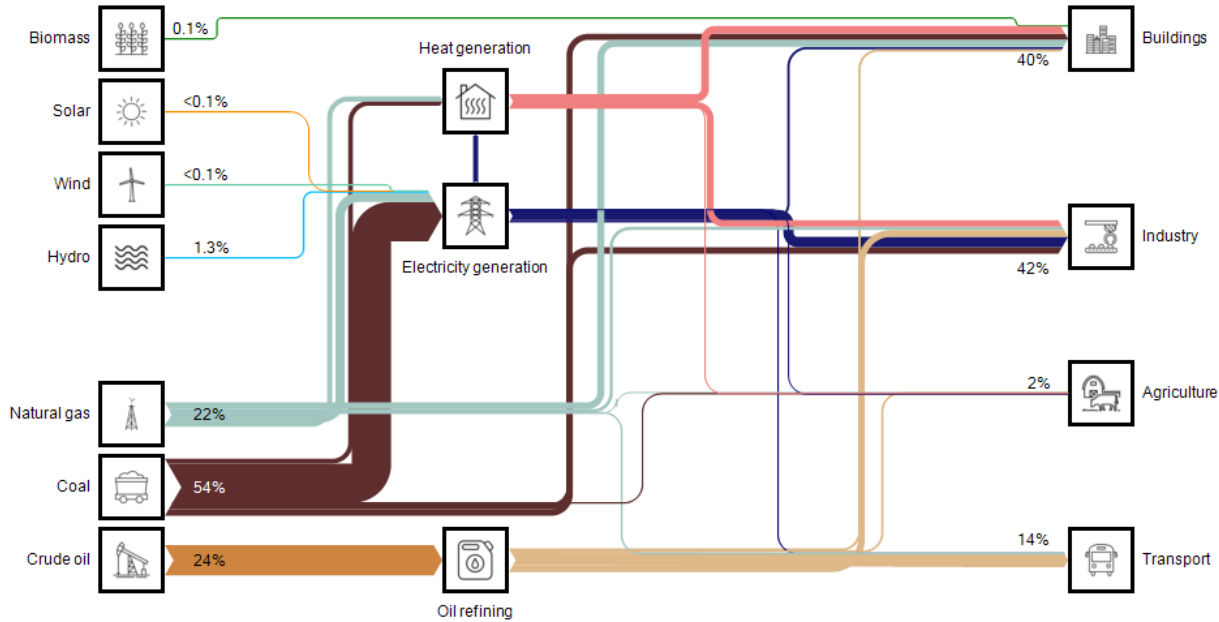 Biomass
0.1%
Heat generation
Buildings
40%
Solar
<0.1%
Wind
<0.1%
Hydro
1.3%
Electricity generation
Industry
42%
Natural gas
22%
2%
Agriculture
Coal
54%
Crude oil
24%
Oil refining
14%
Transport